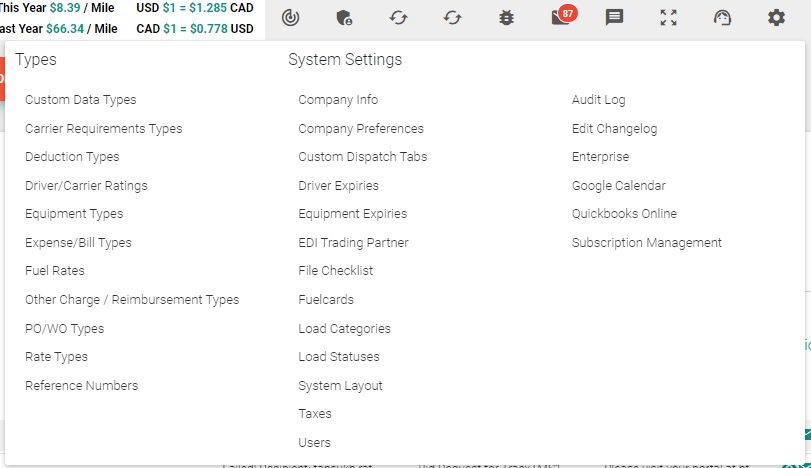 This Year $8.39 / Mile USD $1 = $1.285 CAD
Last Year $66.34 / Mile CAD $1 = $0.778 USD
87
Types
Custom Data Types
Carrier Requirements Types
Deduction Types
Driver/Carrier Ratings
Equipment Types
Expense/Bill Types
Fuel Rates
Other Charge / Reimbursement Types
PO/WO Types
Rate Types
Reference Numbers
System Settings
Company Info
Company Preferences
Custom Dispatch Tabs
Driver Expiries
Equipment Expiries
EDI Trading Partner
File Checklist
Fuelcards
Load Categories
Load Statuses
System Layout
Taxes
Users
Audit Log
Edit Changelog
Enterprise
Google Calendar
Quickbooks Online
Subscription Management